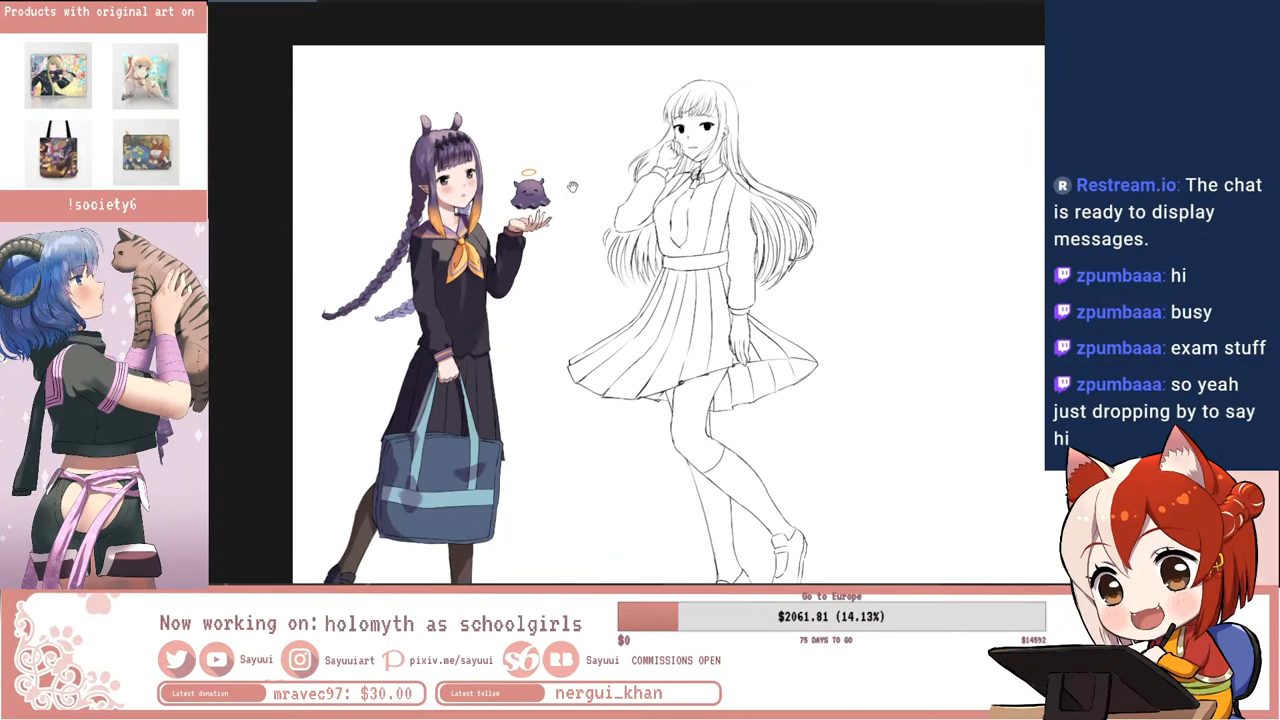 Products with original art on
!society6
Restream.io: The chat
is ready to display
messages.
zpumbaaa: hi
zpumbaaa: busy
zpumbaaa: exam stuff
zpumbaaa: so yeah
just dropping by to say
hi
Now working on: holomyth as schoolgirls
Sayuui
Sayuuiart
pixiv.me/sayuui
S6
RB
Sayuui
COMMISSIONS OPEN
Latest donation
mravec97: $30.00
Latest follow
nergui_khan
Go to Europe
$2061.81 (14.13%)
$0
75 DAYS TO GO
$14592